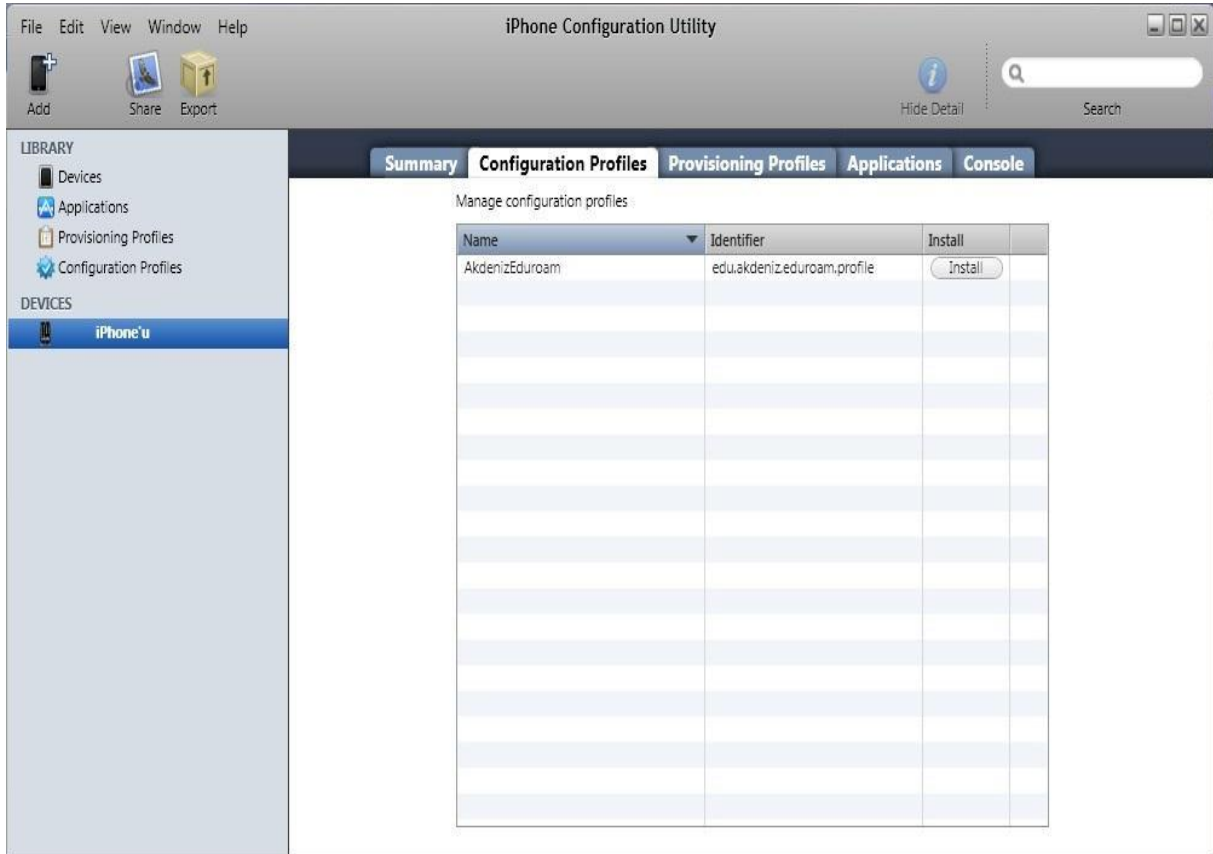 iPhone Configuration Utility
File Edit View Window Help
Add Share Export Hide Detail Search
LIBRARY
Devices
Applications
Provisioning Profiles
Configuration Profiles
DEVICES
iPhone'u
Summary Configuration Profiles Provisioning Profiles Applications Console
Manage configuration profiles
Name Identifier Install
AkdenizEduroam edu.akdeniz.eduroam.profile Install